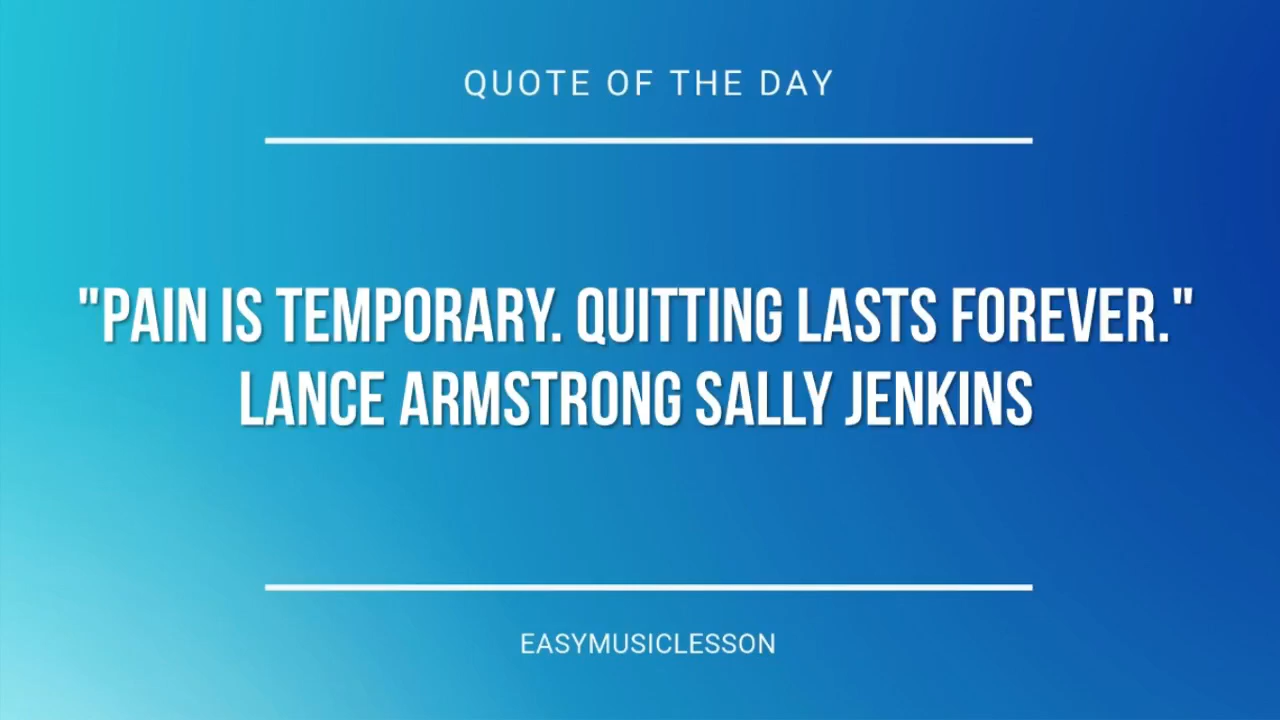 QUOTE OF THE DAY
"PAIN IS TEMPORARY. QUITTING LASTS FOREVER."
LANCE ARMSTRONG SALLY JENKINS
EASYMUSICLESSON